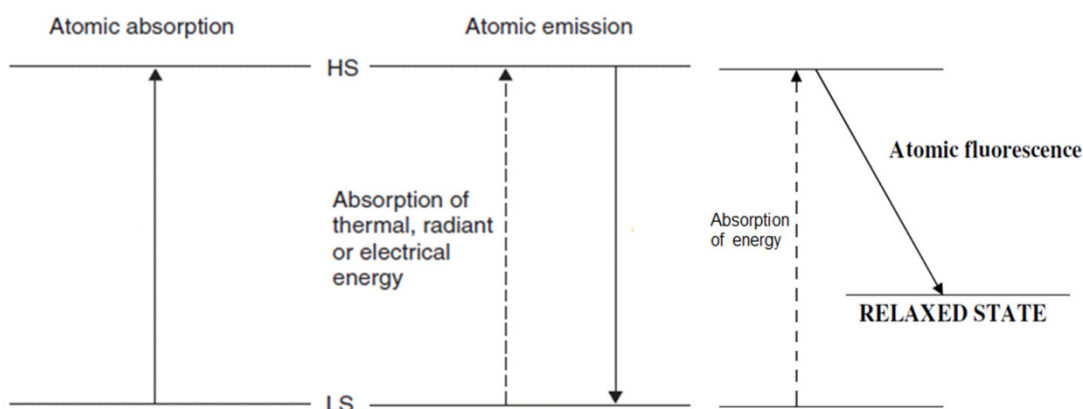 Atomic absorption
Atomic emission
HS
Atomic fluorescence
Absorption of
thermal, radiant
or electrical
energy
Absorption
of energy
RELAXED STATE
LS